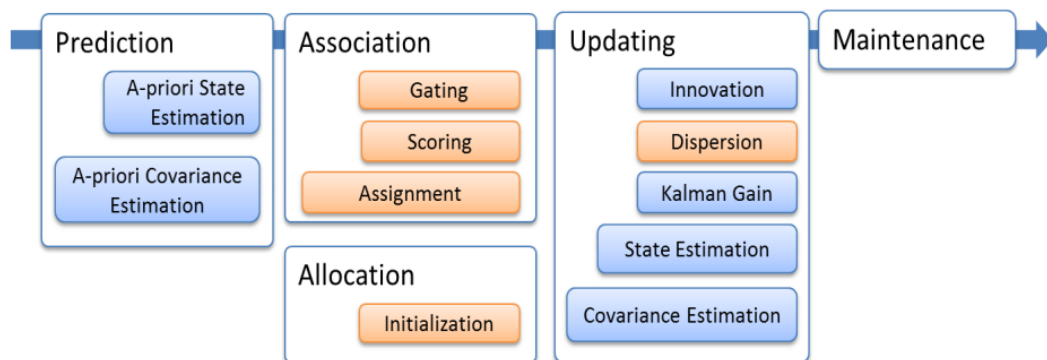 Prediction
A-priori State
Estimation
A-priori Covariance
Estimation
Association
Gating
Scoring
Assignment
Allocation
Initialization
Updating
Innovation
Dispersion
Kalman Gain
State Estimation
Covariance Estimation
Maintenance